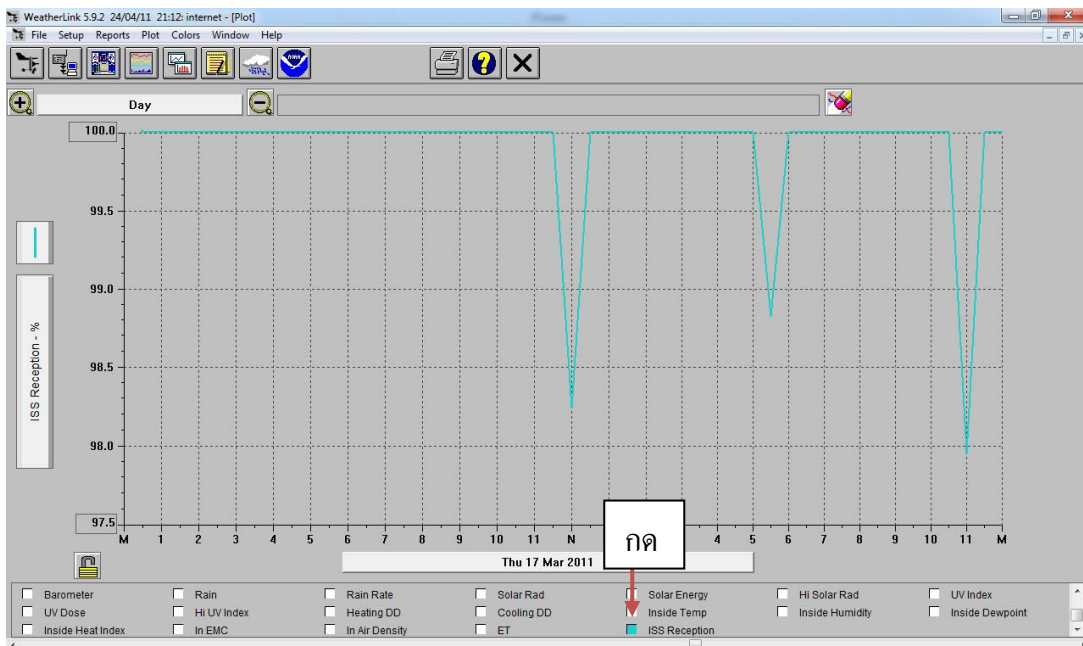 WeatherLink 5.9.2 24/04/11 21:12: internet - [Plot]
File Setup Reports Plot Colors Window Help
Day
100.0
99.5
99.0
98.5
98.0
97.5
ISS Reception - %
M 1 2 3 4 5 6 7 8 9 10 11 N 4 5 6 7 8 9 10 11 M
กด
Thu 17 Mar 2011
Barometer Rain Rain Rate Solar Rad Solar Energy Hi Solar Rad UV Index
UV Dose Hi UV Index Heating DD Cooling DD Inside Temp Inside Humidity Inside Dewpoint
Inside Heat Index In EMC In Air Density ET ISS Reception